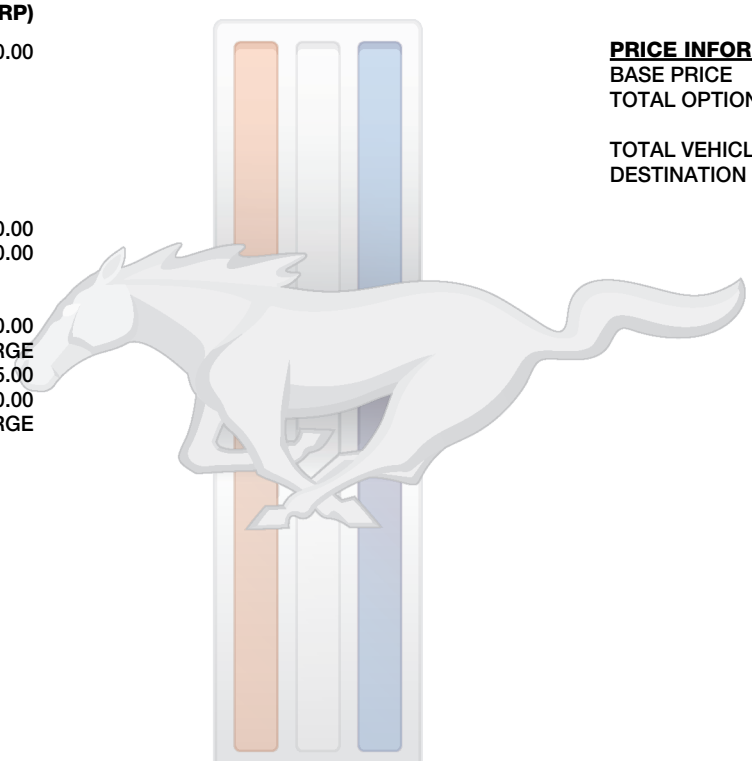 RP)
0.00
0.00
0.00
0.00
RGE
5.00
0.00
RGE
PRICE INFOR
BASE PRICE
TOTAL OPTION
TOTAL VEHICL
DESTINATION